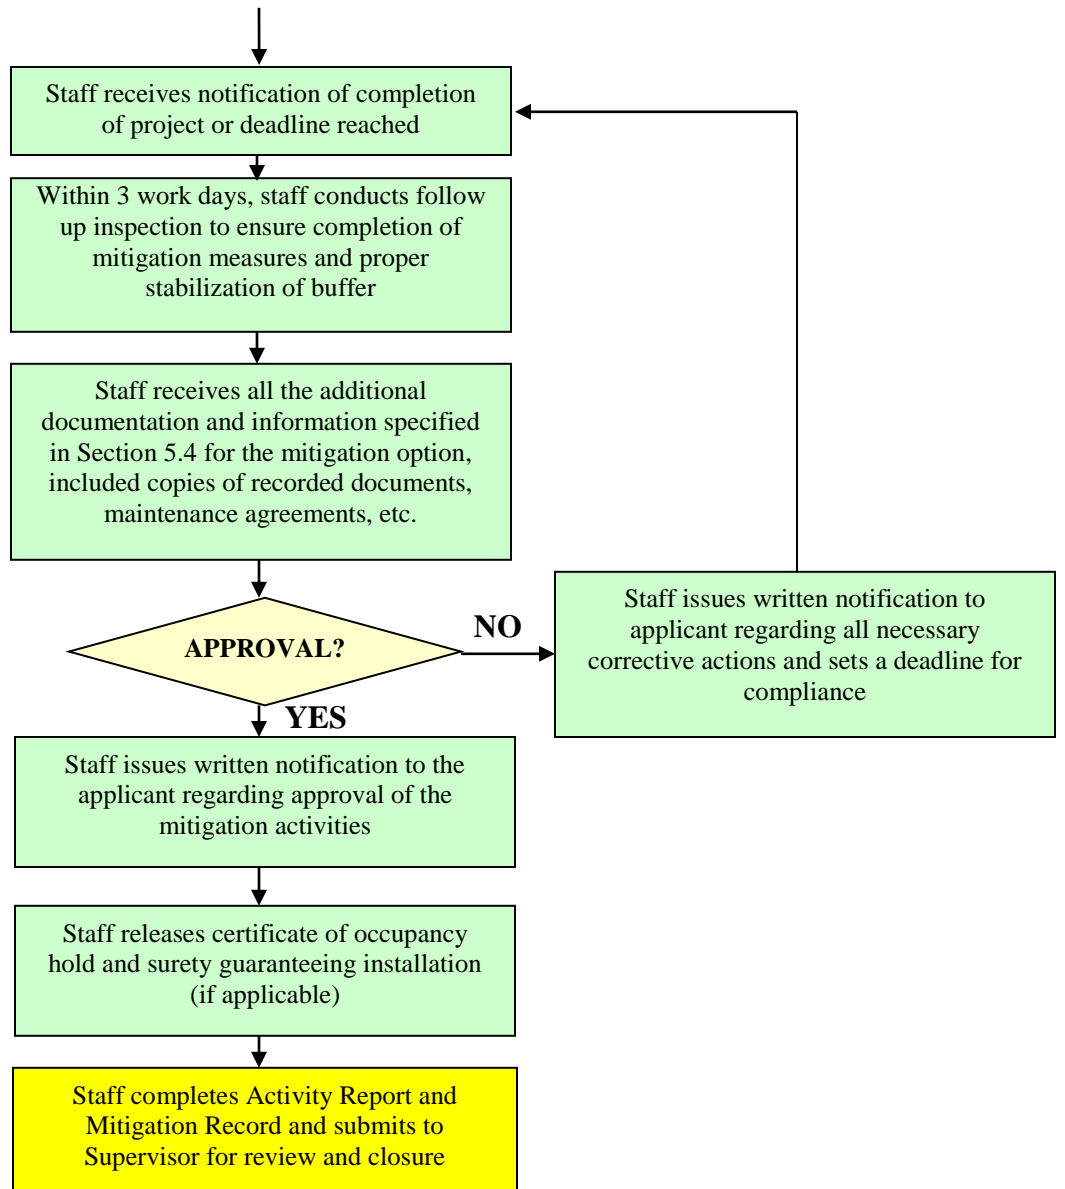 Staff receives notification of completion
of project or deadline reached
Within 3 work days, staff conducts follow
up inspection to ensure completion of
mitigation measures and proper
stabilization of buffer
Staff receives all the additional
documentation and information specified
in Section 5.4 for the mitigation option,
included copies of recorded documents,
maintenance agreements, etc.
APPROVAL?
NO
Staff issues written notification to
applicant regarding all necessary
corrective actions and sets a deadline for
compliance
YES
Staff issues written notification to the
applicant regarding approval of the
mitigation activities
Staff releases certificate of occupancy
hold and surety guaranteeing installation
(if applicable)
Staff completes Activity Report and
Mitigation Record and submits to
Supervisor for review and closure